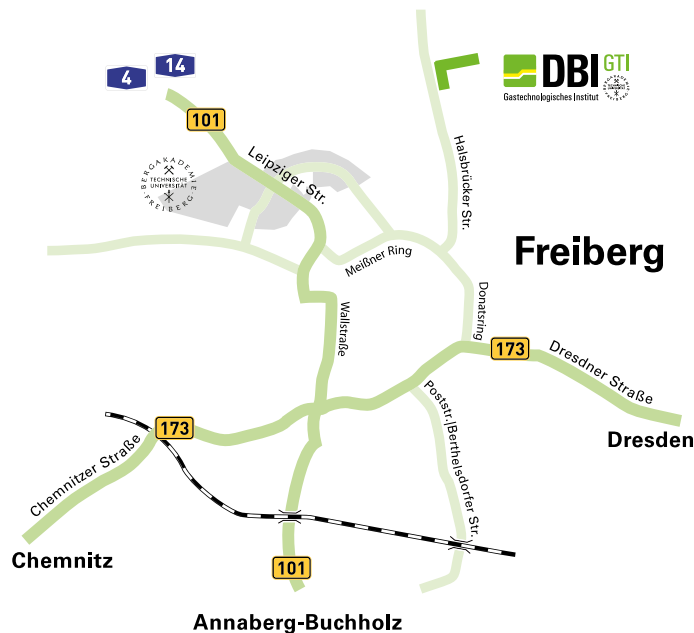 4
14
101
DBI GTI
Gastechnologisches Institut
BERGAKADEMIE
TECHNISCHE
UNIVERSITÄT
FREIBERG
Leipziger Str.
Halsbrücker Str.
Freiberg
Meißner Ring
Donatsring
Wallstraße
173
Dresdner Straße
Dresden
Poststr./Berthelsdorfer Str.
173
Chemnitzer Straße
Chemnitz
101
Annaberg-Buchholz